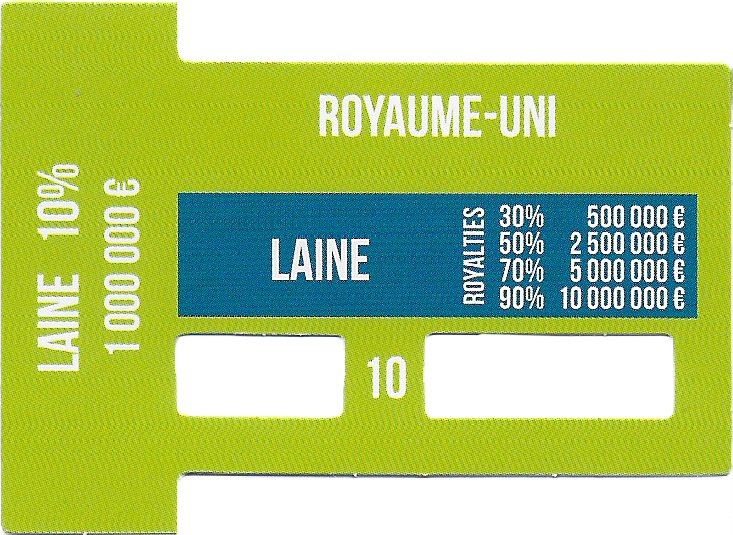 LAINE 10%
1 000 000 €
ROYAUME-UNI
LAINE
ROYALTIES
30% 500 000 €
50% 2 500 000 €
70% 5 000 000 €
90% 10 000 000 €
10